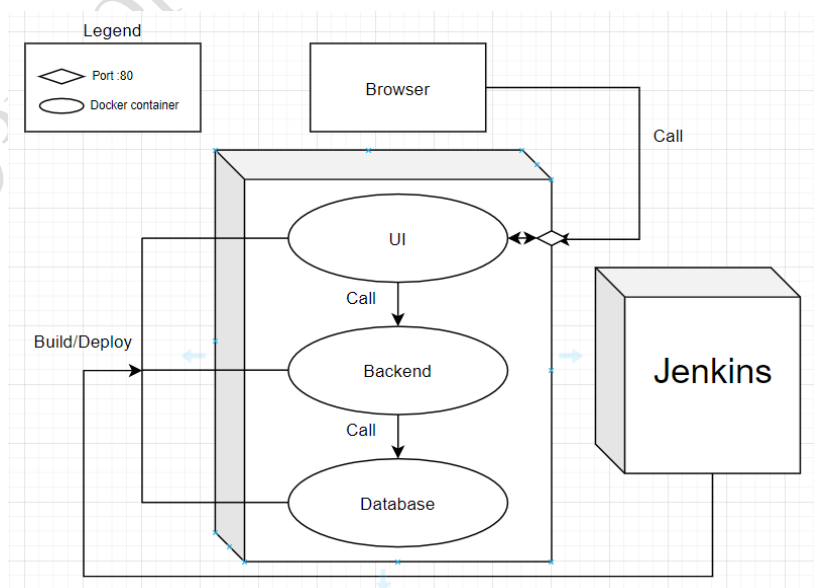 Legend
Port :80
Docker container
Browser
Call
UI
Call
Build/Deploy
Backend
Jenkins
Call
Database